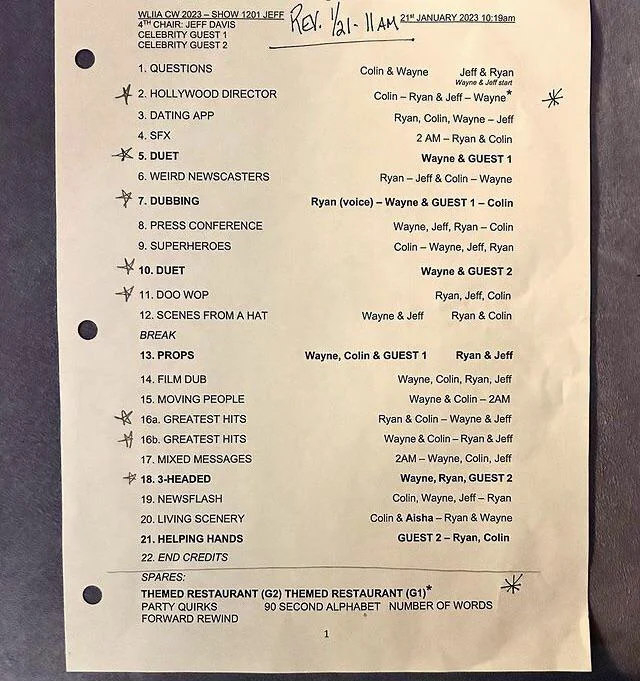 WLIIA CW 2023 – SHOW 1201 JEFF REV. 1/21 - 11AM 21st JANUARY 2023 10:19am
4TH CHAIR: JEFF DAVIS
CELEBRITY GUEST 1
CELEBRITY GUEST 2
1. QUESTIONS Colin & Wayne Jeff & Ryan
Wayne & Jeff start
2. HOLLYWOOD DIRECTOR Colin – Ryan & Jeff – Wayne*
3. DATING APP Ryan, Colin, Wayne – Jeff
4. SFX 2 AM – Ryan & Colin
5. DUET Wayne & GUEST 1
6. WEIRD NEWSCASTERS Ryan – Jeff & Colin – Wayne
7. DUBBING Ryan (voice) – Wayne & GUEST 1 – Colin
8. PRESS CONFERENCE Wayne, Jeff, Ryan – Colin
9. SUPERHEROES Colin – Wayne, Jeff, Ryan
10. DUET Wayne & GUEST 2
11. DOO WOP Ryan, Jeff, Colin
12. SCENES FROM A HAT Wayne & Jeff Ryan & Colin
BREAK
13. PROPS Wayne, Colin & GUEST 1 Ryan & Jeff
14. FILM DUB Wayne, Colin, Ryan, Jeff
15. MOVING PEOPLE Wayne & Colin – 2AM
16a. GREATEST HITS Ryan & Colin – Wayne & Jeff
16b. GREATEST HITS Wayne & Colin – Ryan & Jeff
17. MIXED MESSAGES 2AM – Wayne, Colin, Jeff
18. 3-HEADED Wayne, Ryan, GUEST 2
19. NEWSFLASH Colin, Wayne, Jeff – Ryan
20. LIVING SCENERY Colin & Aisha – Ryan & Wayne
21. HELPING HANDS GUEST 2 – Ryan, Colin
22. END CREDITS
SPARES:
THEMED RESTAURANT (G2) THEMED RESTAURANT (G1)*
PARTY QUIRKS 90 SECOND ALPHABET NUMBER OF WORDS
FORWARD REWIND
1